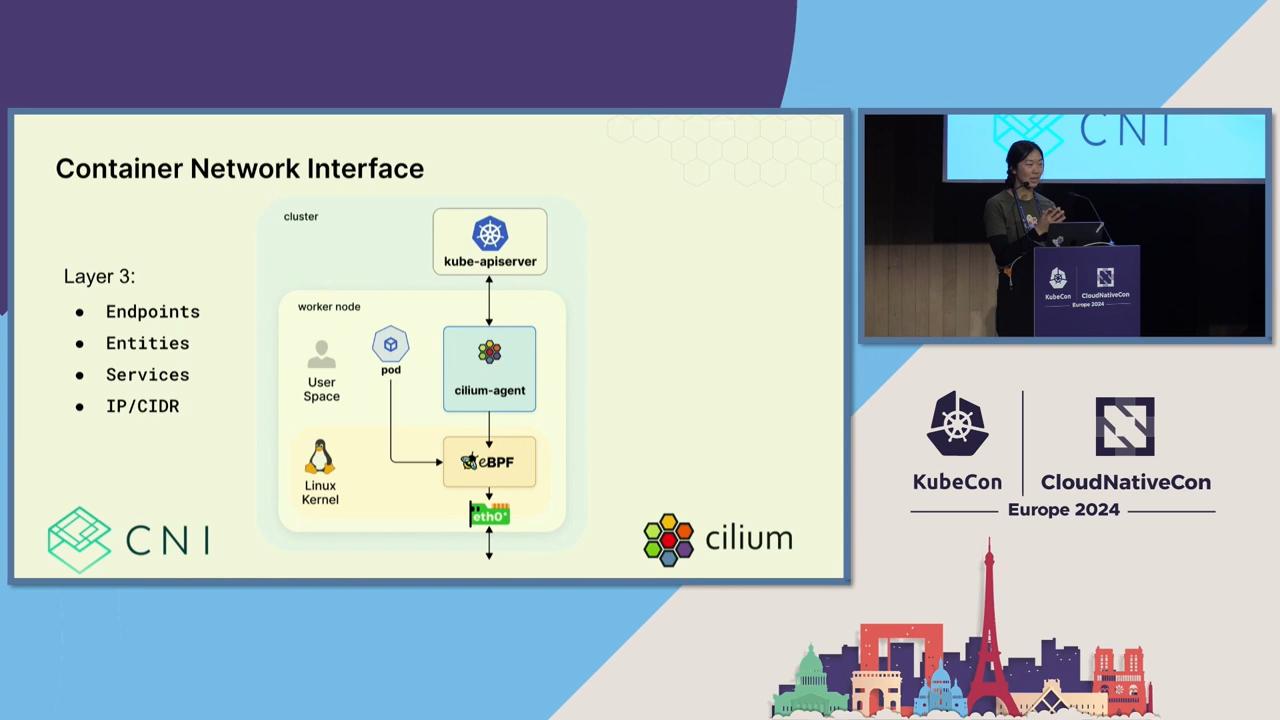 Container Network Interface
Layer 3:
Endpoints
Entities
Services
IP/CIDR
cluster
kube-apiserver
worker node
User
Space
pod
cilium-agent
Linux
Kernel
eBPF
eth0
CNI
cilium
CNI
KubeCon
CloudNativeCon
Europe 2024
KubeCon
CloudNativeCon
Europe 2024